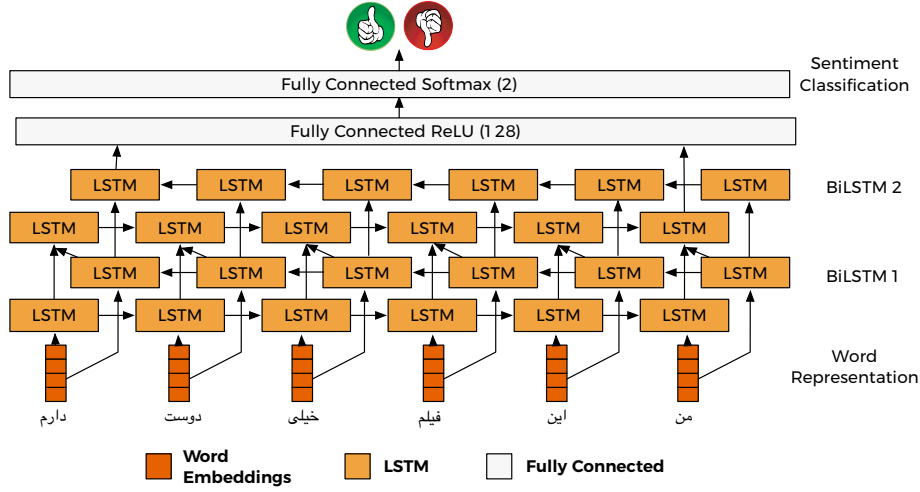 Sentiment
Classification
Fully Connected Softmax (2)
Fully Connected ReLU (128)
LSTM LSTM LSTM LSTM LSTM LSTM
BiLSTM 2
LSTM LSTM LSTM LSTM LSTM LSTM
LSTM LSTM LSTM LSTM LSTM LSTM
BiLSTM 1
LSTM LSTM LSTM LSTM LSTM LSTM
Word
Representation
من این فیلم خیلی دوست دارم
Word
Embeddings
LSTM
Fully Connected